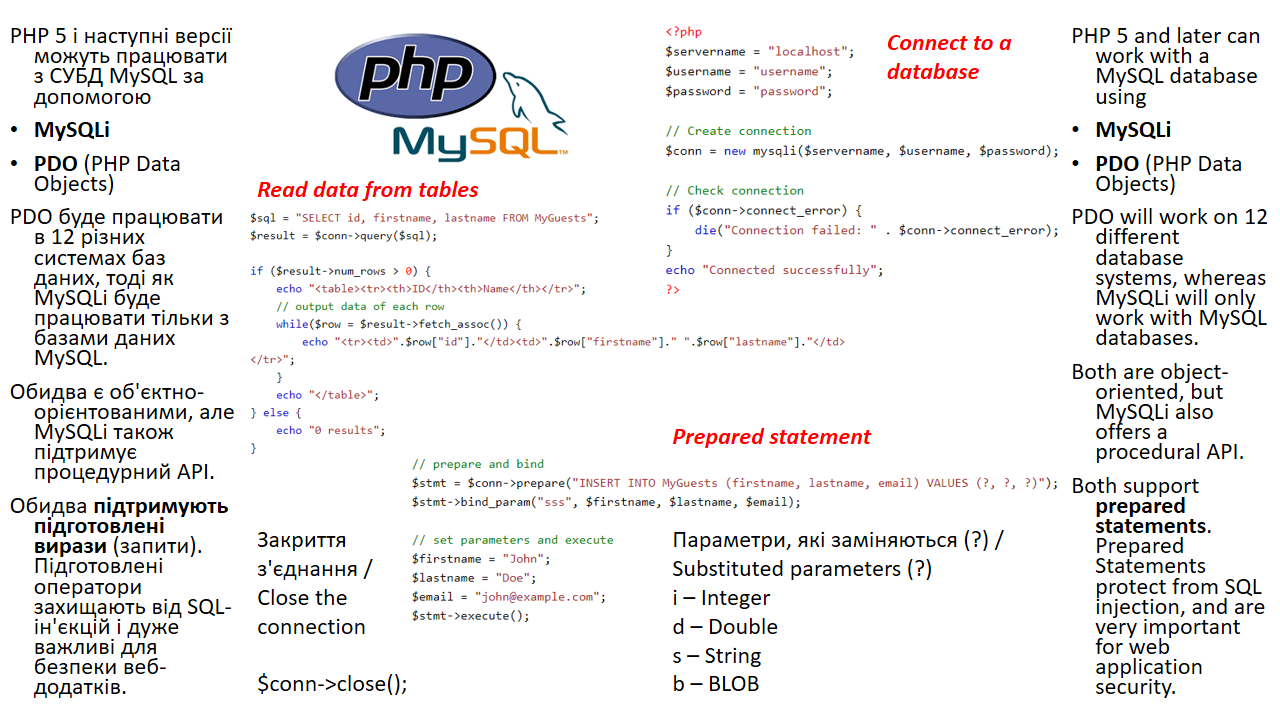 PHP 5 і наступні версії
можуть працювати
з СУБД MySQL за
допомогою
• MySQLi
• PDO (PHP Data
Objects)
PDO буде працювати
в 12 різних
системах баз
даних, тоді як
MySQLi буде
працювати тільки з
базами даних
MySQL.
Обидва є об'єктно-
орієнтованими, але
MySQLi також
підтримує
процедурний API.
Обидва підтримують
підготовлені
вирази (запити).
Підготовлені
оператори
захищають від SQL-
ін'єкцій і дуже
важливі для
безпеки веб-
додатків.
php
MySQL™
Read data from tables
$sql = "SELECT id, firstname, lastname FROM MyGuests";
$result = $conn->query($sql);
if ($result->num_rows > 0) {
echo "<table><tr><th>ID</th><th>Name</th></tr>";
// output data of each row
while($row = $result->fetch_assoc()) {
echo "<tr><td>".$row["id"]."</td><td>".$row["firstname"]." ".$row["lastname"]."</td>
</tr>";
}
echo "</table>";
} else {
echo "0 results";
}
<?php
$servername = "localhost";
$username = "username";
$password = "password";
// Create connection
$conn = new mysqli($servername, $username, $password);
// Check connection
if ($conn->connect_error) {
die("Connection failed: " . $conn->connect_error);
}
echo "Connected successfully";
?>
Connect to a
database
Prepared statement
// prepare and bind
$stmt = $conn->prepare("INSERT INTO MyGuests (firstname, lastname, email) VALUES (?, ?, ?)");
$stmt->bind_param("sss", $firstname, $lastname, $email);
// set parameters and execute
$firstname = "John";
$lastname = "Doe";
$email = "john@example.com";
$stmt->execute();
Закриття
з'єднання /
Close the
connection
$conn->close();
Параметри, які заміняються (?) /
Substituted parameters (?)
i – Integer
d – Double
s – String
b – BLOB
PHP 5 and later can
work with a
MySQL database
using
• MySQLi
• PDO (PHP Data
Objects)
PDO will work on 12
different
database
systems, whereas
MySQLi will only
work with MySQL
databases.
Both are object-
oriented, but
MySQLi also
offers a
procedural API.
Both support
prepared
statements.
Prepared
Statements
protect from SQL
injection, and are
very important
for web
application
security.